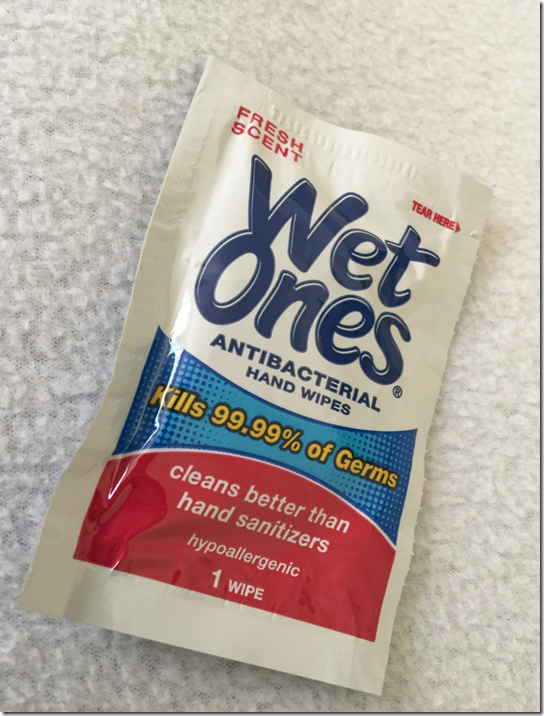 FRESH
SCENT
TEAR HERE
Wet
Ones®
ANTIBACTERIAL
HAND WIPES
Kills 99.99% of Germs
cleans better than
hand sanitizers
hypoallergenic
1 WIPE